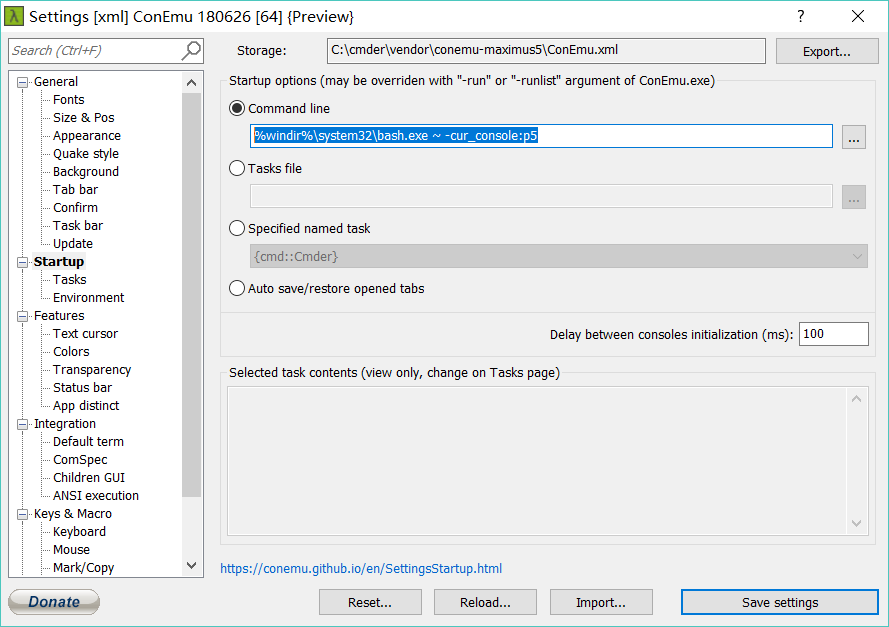 Settings [xml] ConEmu 180626 [64] {Preview}
?
Search (Ctrl+F)
Storage:
C:\cmder\vendor\conemu-maximus5\ConEmu.xml
Export...
General
Fonts
Size & Pos
Appearance
Quake style
Background
Tab bar
Confirm
Task bar
Update
Startup
Tasks
Environment
Features
Text cursor
Colors
Transparency
Status bar
App distinct
Integration
Default term
ComSpec
Children GUI
ANSI execution
Keys & Macro
Keyboard
Mouse
Mark/Copy
Startup options (may be overriden with "-run" or "-runlist" argument of ConEmu.exe)
Command line
%windir%\system32\bash.exe ~ -cur_console:p5
...
Tasks file
...
Specified named task
{cmd::Cmder}
Auto save/restore opened tabs
Delay between consoles initialization (ms):
100
Selected task contents (view only, change on Tasks page)
https://conemu.github.io/en/SettingsStartup.html
Donate
Reset...
Reload...
Import...
Save settings